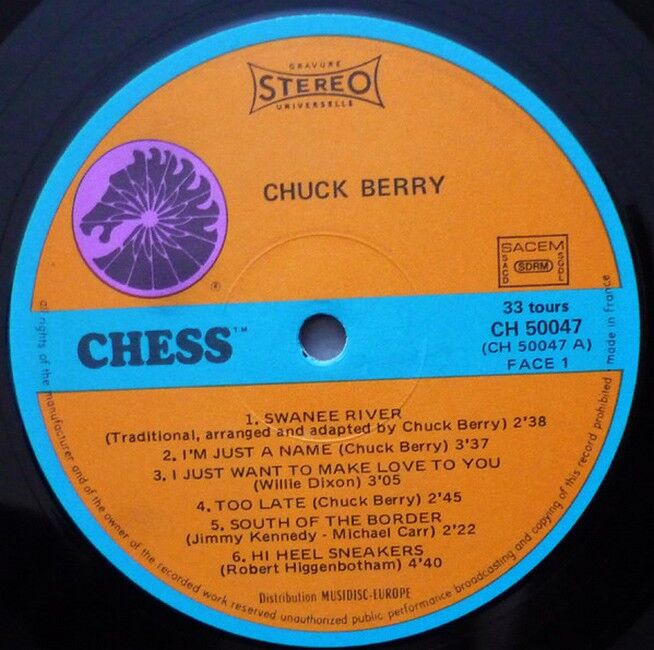 GRAVURE
STEREO
UNIVERSELLE
CHUCK BERRY
®
SACEM
SACD SDRM SGDL
CHESS™
33 tours
CH 50047
(CH 50047 A)
FACE 1
1. SWANEE RIVER
(Traditional, arranged and adapted by Chuck Berry) 2'38
2. I'M JUST A NAME (Chuck Berry) 3'37
3. I JUST WANT TO MAKE LOVE TO YOU
(Willie Dixon) 3'05
4. TOO LATE (Chuck Berry) 2'45
5. SOUTH OF THE BORDER
(Jimmy Kennedy - Michael Carr) 2'22
6. HI HEEL SNEAKERS
(Robert Higgenbotham) 4'40
Distribution MUSIDISC-EUROPE
all rights of the manufacturer and of the owner of the recorded work reserved unauthorized public performance broadcasting and copying of this record prohibited - made in france